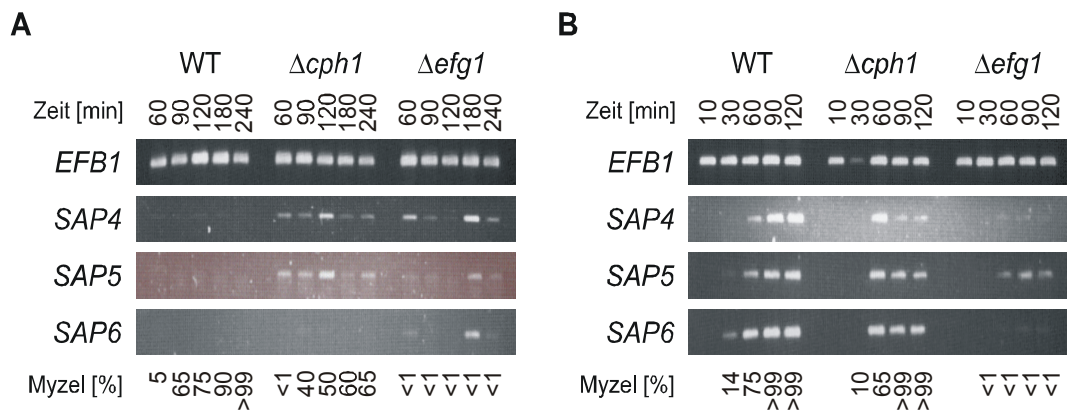 A
WT Δcph1 Δefg1
Zeit [min] 60 90 120 180 240 60 90 120 180 240 60 90 120 180 240
EFB1
SAP4
SAP5
SAP6
Myzel [%] 5 65 75 90 >99 <1 40 50 60 65 <1 <1 <1 <1 <1
B
WT Δcph1 Δefg1
Zeit [min] 10 30 60 90 120 10 30 60 90 120 10 30 60 90 120
EFB1
SAP4
SAP5
SAP6
Myzel [%] 14 75 >99 >99 10 65 >99 >99 <1 <1 <1 <1